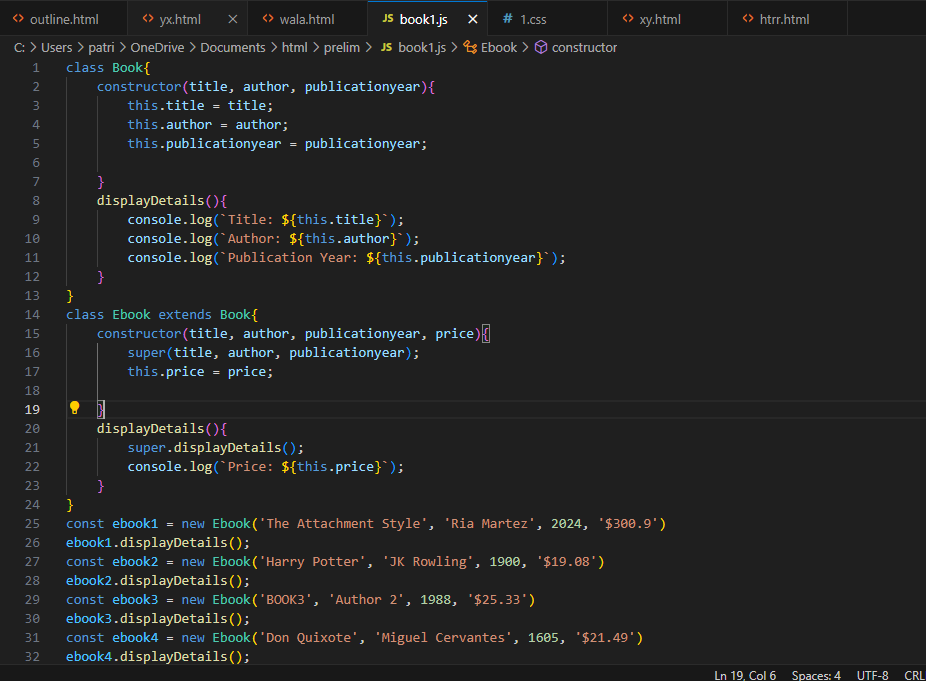 outline.html yx.html wala.html JS book1.js # 1.css xy.html htrr.html
C: > Users > patri > OneDrive > Documents > html > prelim > JS book1.js > Ebook > constructor
1 class Book{
2 constructor(title, author, publicationyear){
3 this.title = title;
4 this.author = author;
5 this.publicationyear = publicationyear;
6
7 }
8 displayDetails(){
9 console.log(`Title: ${this.title}`);
10 console.log(`Author: ${this.author}`);
11 console.log(`Publication Year: ${this.publicationyear}`);
12 }
13 }
14 class Ebook extends Book{
15 constructor(title, author, publicationyear, price){
16 super(title, author, publicationyear);
17 this.price = price;
18
19 }
20 displayDetails(){
21 super.displayDetails();
22 console.log(`Price: ${this.price}`);
23 }
24 }
25 const ebook1 = new Ebook('The Attachment Style', 'Ria Martez', 2024, '$300.9')
26 ebook1.displayDetails();
27 const ebook2 = new Ebook('Harry Potter', 'JK Rowling', 1900, '$19.08')
28 ebook2.displayDetails();
29 const ebook3 = new Ebook('BOOK3', 'Author 2', 1988, '$25.33')
30 ebook3.displayDetails();
31 const ebook4 = new Ebook('Don Quixote', 'Miguel Cervantes', 1605, '$21.49')
32 ebook4.displayDetails();
Ln 19, Col 6 Spaces: 4 UTF-8 CRL